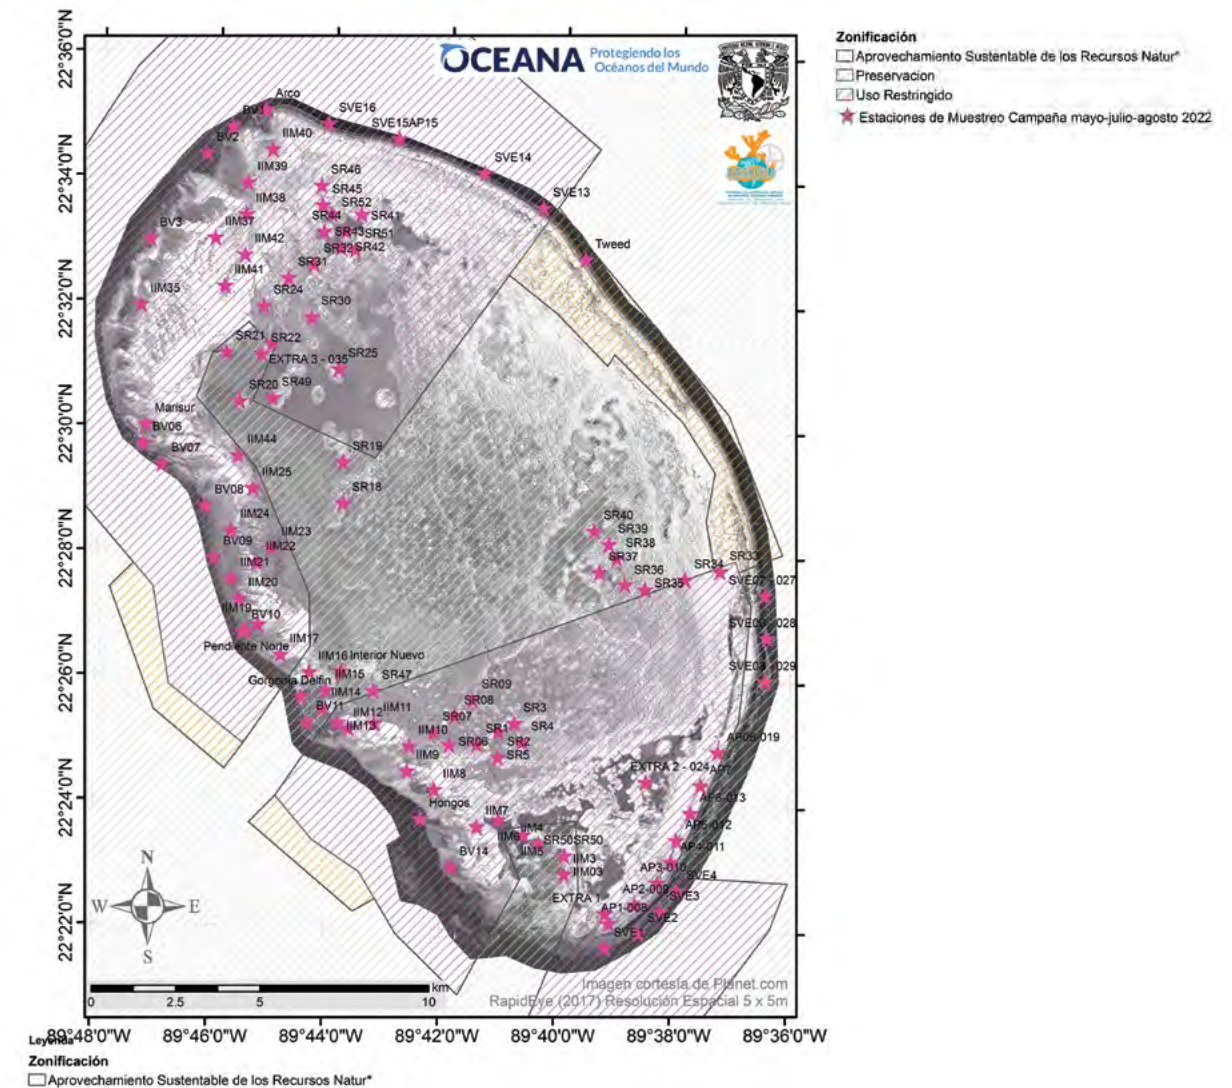 OCEANA Protegiendo los
Océanos del Mundo
Zonificación
Aprovechamiento Sustentable de los Recursos Natur*
Preservacion
Uso Restringido
Estaciones de Muestreo Campaña mayo-julio-agosto 2022
22°36'0"N
22°34'0"N
22°32'0"N
22°30'0"N
22°28'0"N
22°26'0"N
22°24'0"N
22°22'0"N
Arco
BV1
SVE16
SVE15AP15
BV2
IIM40
SVE14
IIM39
SR46
SR45
IIM38
SR52
SVE13
SR44
SR41
BV3
IIM37
SR43
SR51
IIM42
SR32
SR42
Tweed
IIM41
SR31
IIM35
SR24
SR30
SR21
SR22
EXTRA 3 - 035
SR25
SR20
SR49
Marisur
BV06
BV07
IIM44
SR19
IIM25
BV08
SR18
IIM24
SR40
IIM23
SR39
BV09
IIM22
SR38
IIM21
SR37
SR33
IIM20
SR36
SR34
SR35
SVE07 - 027
IIM19
BV10
IIM17
SVE06 - 028
Pendiente Norte
IIM16
Interior Nuevo
IIM15
SR47
SVE08 - 029
Gorgonia Delfin
IIM14
SR09
BV11
IIM12
IIM11
SR08
SR3
IIM13
SR07
SR4
IIM10
SR1
SR06
SR2
IIM9
SR5
AP08-019
EXTRA 2 - 024
AP7
IIM8
Hongos
AP6-013
IIM7
AP5-012
IIM6
IIM4
SR50SR50
AP4-011
BV14
IIM5
IIM3
IIM03
AP3-010
SVE4
EXTRA 1
AP2-009
SVE3
AP1-008
SVE2
SVE1
N
W
E
S
km
0
2.5
5
10
Imagen cortesía de Planet.com
RapidEye (2017) Resolución Espacial 5 x 5m
89°48'0"W 89°46'0"W 89°44'0"W 89°42'0"W 89°40'0"W 89°38'0"W 89°36'0"W
Leyenda
Zonificación
Aprovechamiento Sustentable de los Recursos Natur*